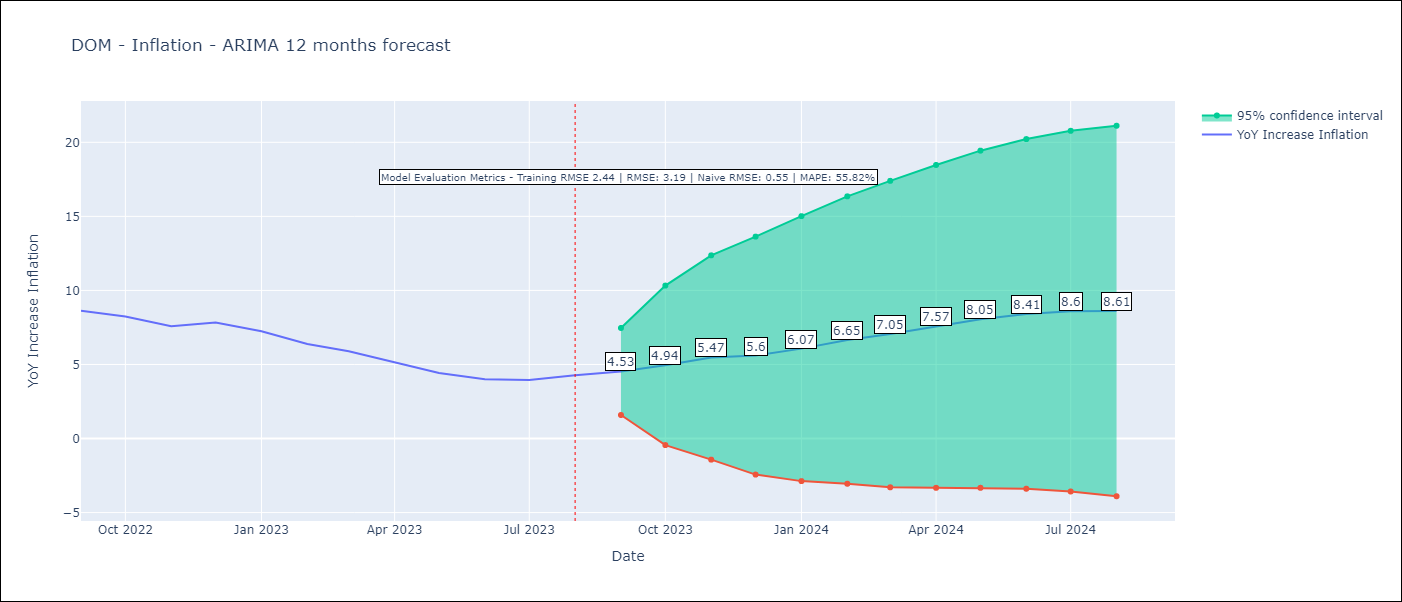 DOM - Inflation - ARIMA 12 months forecast
95% confidence interval
YoY Increase Inflation
Model Evaluation Metrics - Training RMSE 2.44 | RMSE: 3.19 | Naive RMSE: 0.55 | MAPE: 55.82%
YoY Increase Inflation
20
15
10
5
0
−5
4.53
4.94
5.47
5.6
6.07
6.65
7.05
7.57
8.05
8.41
8.6
8.61
Oct 2022
Jan 2023
Apr 2023
Jul 2023
Oct 2023
Jan 2024
Apr 2024
Jul 2024
Date